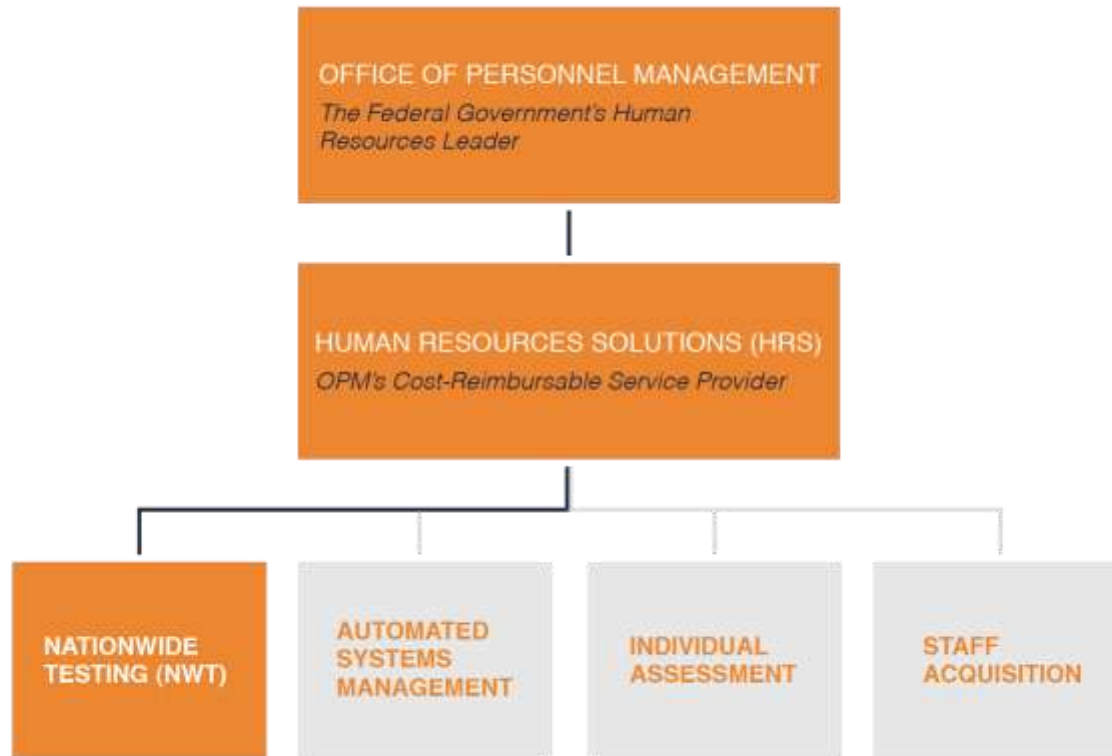 OFFICE OF PERSONNEL MANAGEMENT
The Federal Government's Human
Resources Leader
HUMAN RESOURCES SOLUTIONS (HRS)
OPM's Cost-Reimbursable Service Provider
NATIONWIDE
TESTING (NWT)
AUTOMATED
SYSTEMS
MANAGEMENT
INDIVIDUAL
ASSESSMENT
STAFF
ACQUISITION